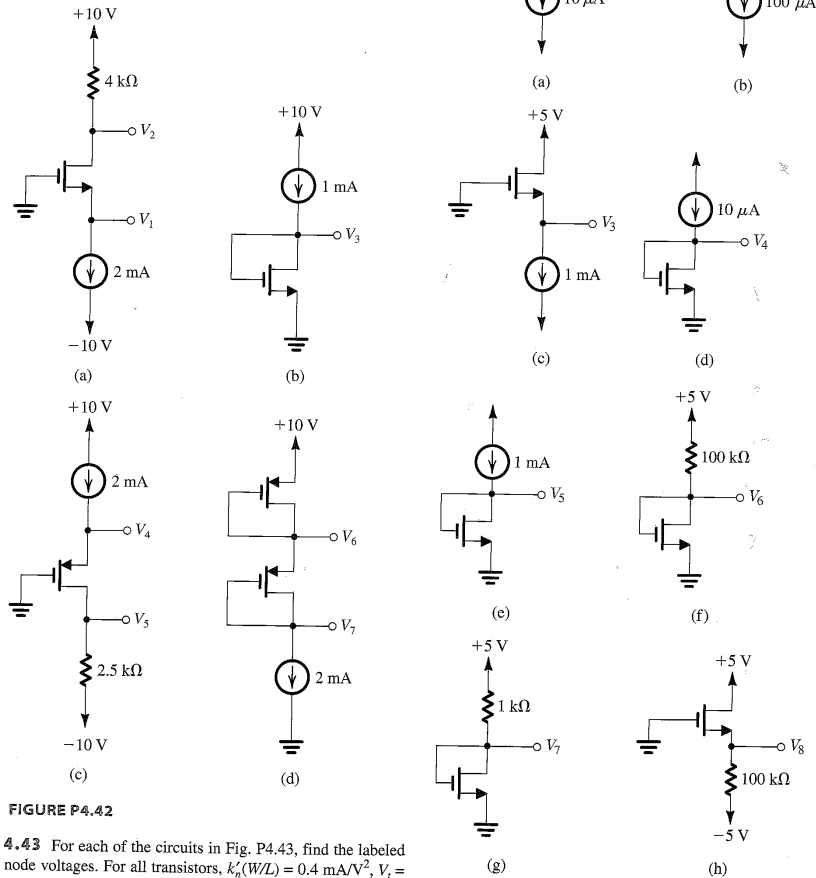 +10 V
4 kΩ
V2
V1
2 mA
−10 V
(a)
+10 V
1 mA
V3
(b)
+10 V
2 mA
V4
V5
2.5 kΩ
−10 V
(c)
+10 V
V6
V7
2 mA
(d)
FIGURE P4.42
4.43 For each of the circuits in Fig. P4.43, find the labeled
node voltages. For all transistors, k′n(W/L) = 0.4 mA/V², Vt =
10 µA
(a)
100 µA
(b)
+5 V
V3
1 mA
(c)
10 µA
V4
(d)
1 mA
V5
(e)
+5 V
100 kΩ
V6
(f)
+5 V
1 kΩ
V7
(g)
+5 V
V8
100 kΩ
−5 V
(h)